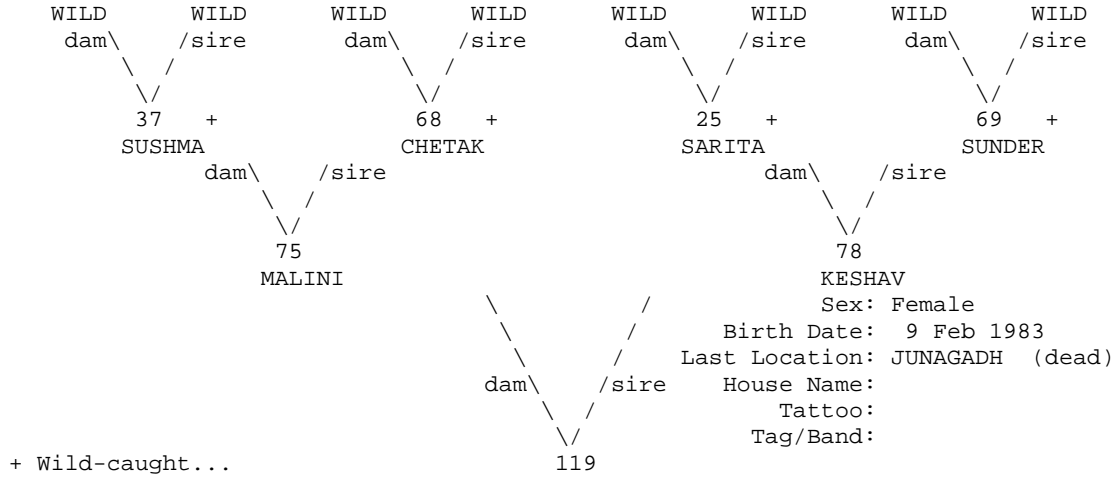 WILD WILD WILD WILD WILD WILD WILD WILD
dam\ /sire dam\ /sire dam\ /sire dam\ /sire
\ / \ / \ / \ /
\/ \/ \/ \/
37 + 68 + 25 + 69 +
SUSHMA CHETAK SARITA SUNDER
dam\ /sire dam\ /sire
\ / \ /
\/ \/
75 78
MALINI KESHAV
\ / Sex: Female
\ / Birth Date: 9 Feb 1983
\ / Last Location: JUNAGADH (dead)
dam\ /sire House Name:
\ / Tattoo:
\/ Tag/Band:
+ Wild-caught... 119